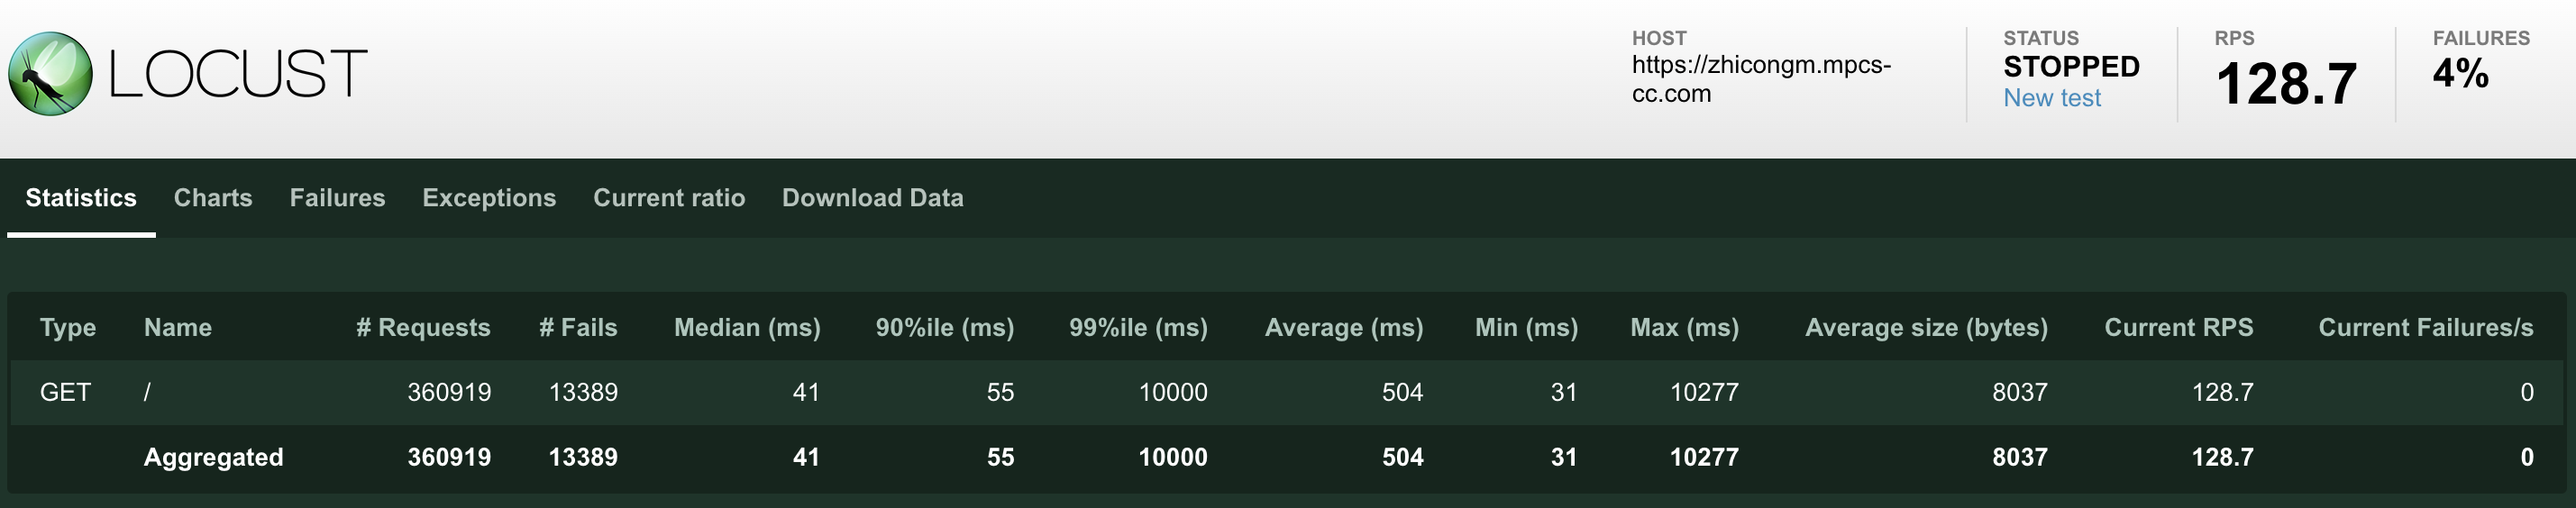 LOCUST
HOST
https://zhicongm.mpcs-
cc.com
STATUS
STOPPED
New test
RPS
128.7
FAILURES
4%
Statistics Charts Failures Exceptions Current ratio Download Data
Type Name # Requests # Fails Median (ms) 90%ile (ms) 99%ile (ms) Average (ms) Min (ms) Max (ms) Average size (bytes) Current RPS Current Failures/s
GET / 360919 13389 41 55 10000 504 31 10277 8037 128.7 0
Aggregated 360919 13389 41 55 10000 504 31 10277 8037 128.7 0